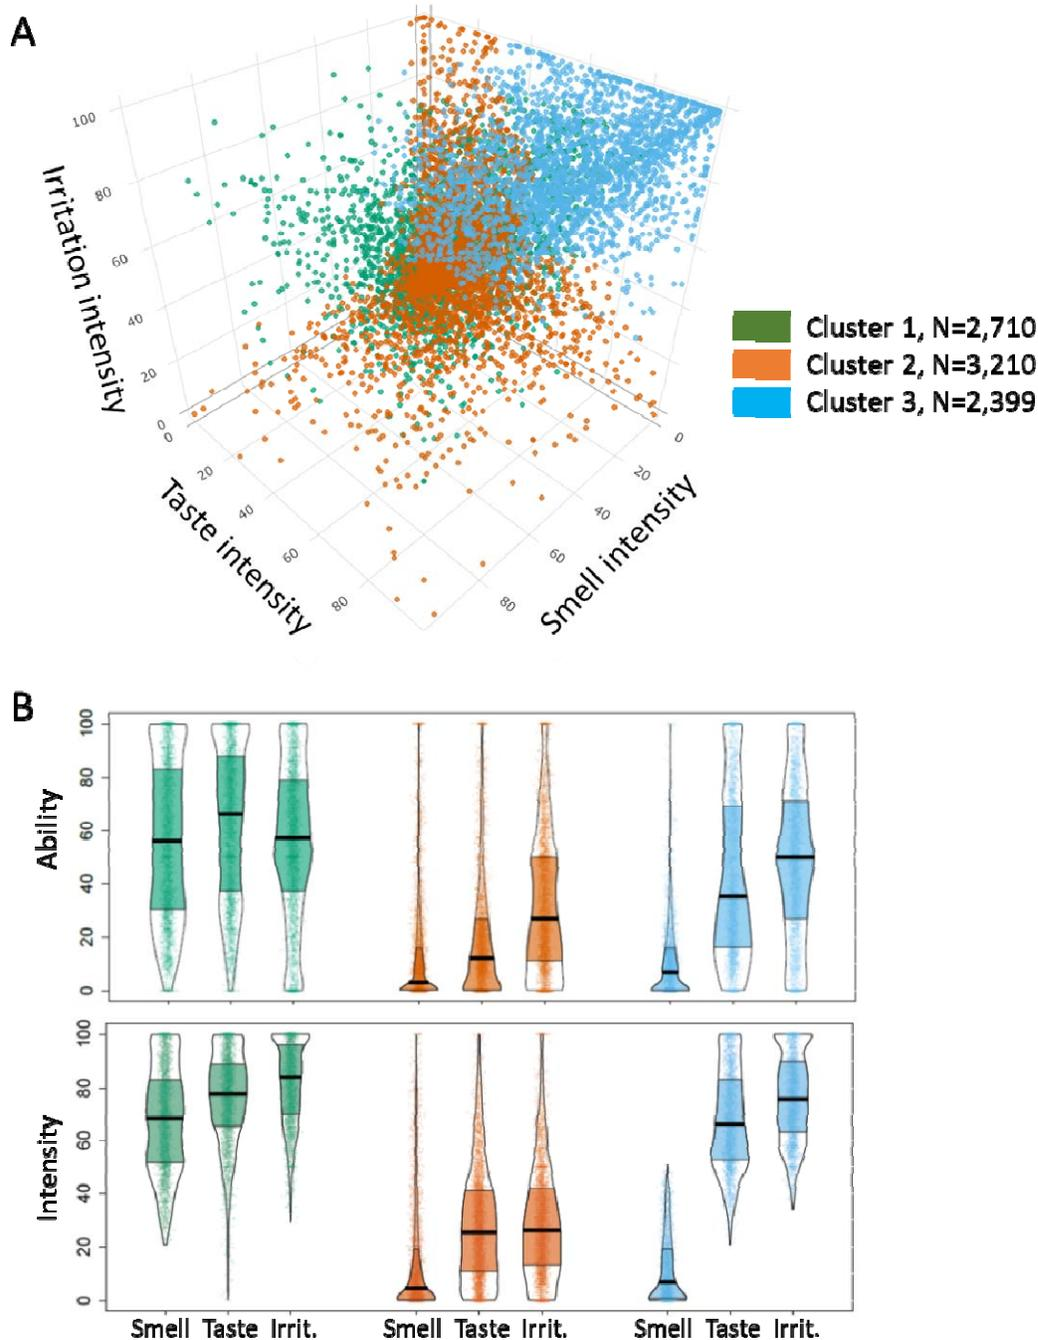 A
100
80
60
40
20
0
Irritation intensity
0
20
40
60
80
Taste intensity
0
20
40
60
80
Smell intensity
Cluster 1, N=2,710
Cluster 2, N=3,210
Cluster 3, N=2,399
B
100
80
60
40
20
0
Ability
100
80
60
40
20
0
Intensity
Smell Taste Irrit. Smell Taste Irrit. Smell Taste Irrit.